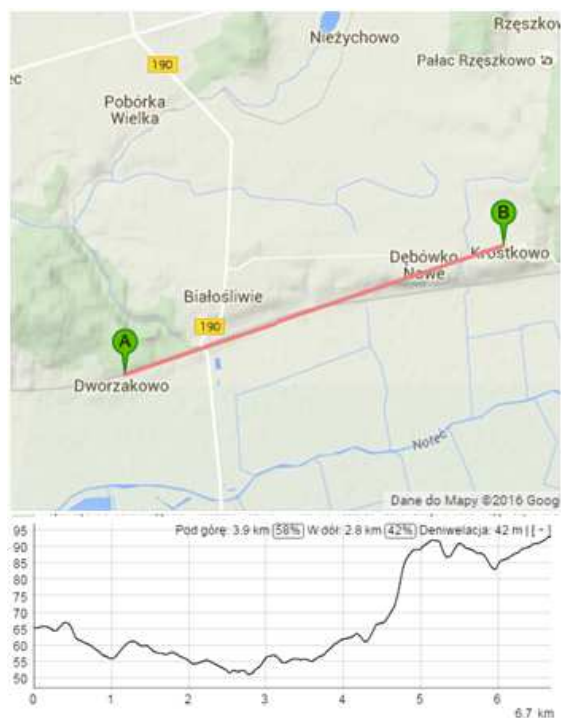 Rzęszkow
Nieżychowo
190
Pałac Rzęszkowo
ec
Pobórka
Wielka
B
Dębówko
Nowe
Krostkowo
Białośliwie
190
A
Dworzakowo
Noteć
Dane do Mapy ©2016 Goog
Pod górę: 3.9 km 58% W dół: 2.8 km 42% Deniwelacja: 42 m | [ - ]
95
90
85
80
75
70
65
60
55
50
0 1 2 3 4 5 6
6.7 km